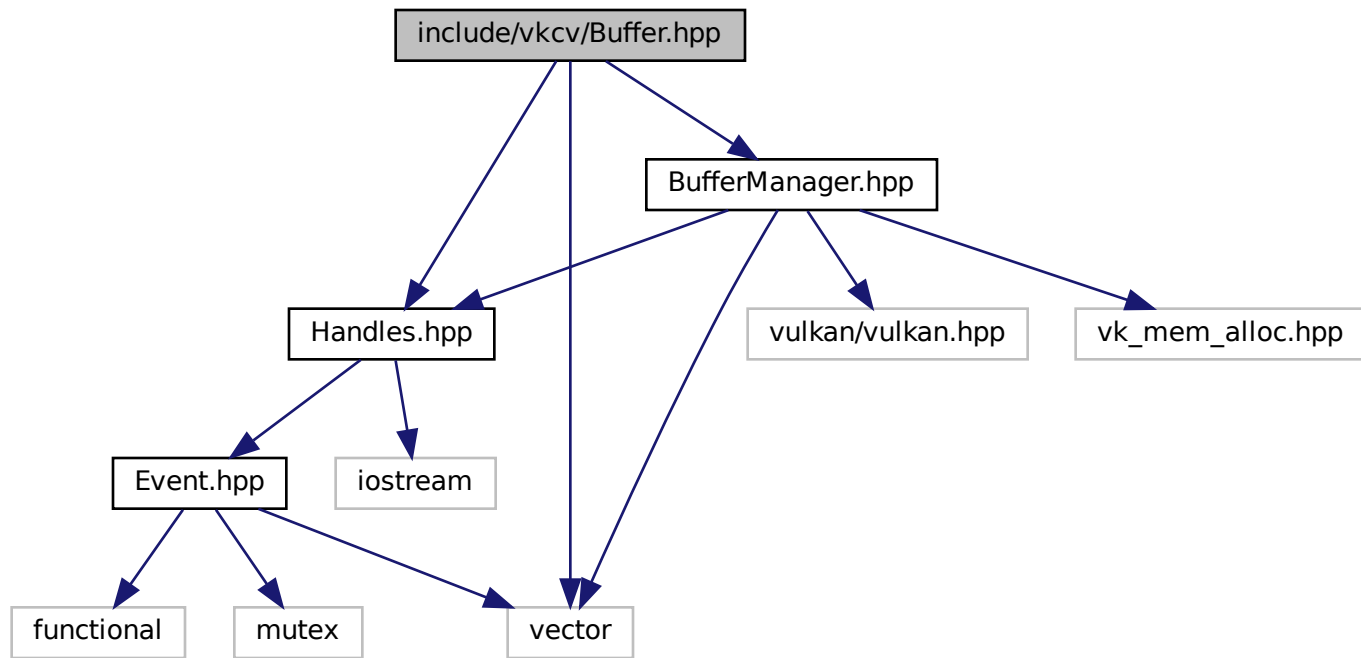 include/vkcv/Buffer.hpp
BufferManager.hpp
Handles.hpp
vulkan/vulkan.hpp
vk_mem_alloc.hpp
Event.hpp
iostream
functional
mutex
vector